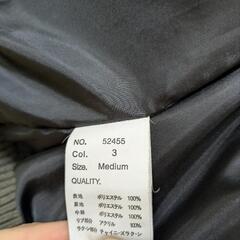 NO. 52455
Col. 3
Size. Medium
QUALITY.
表地 ポリエステル 100%
裏地 ポリエステル 100%
中綿 ポリエステル 100%
リブ部分 アクリル 100%